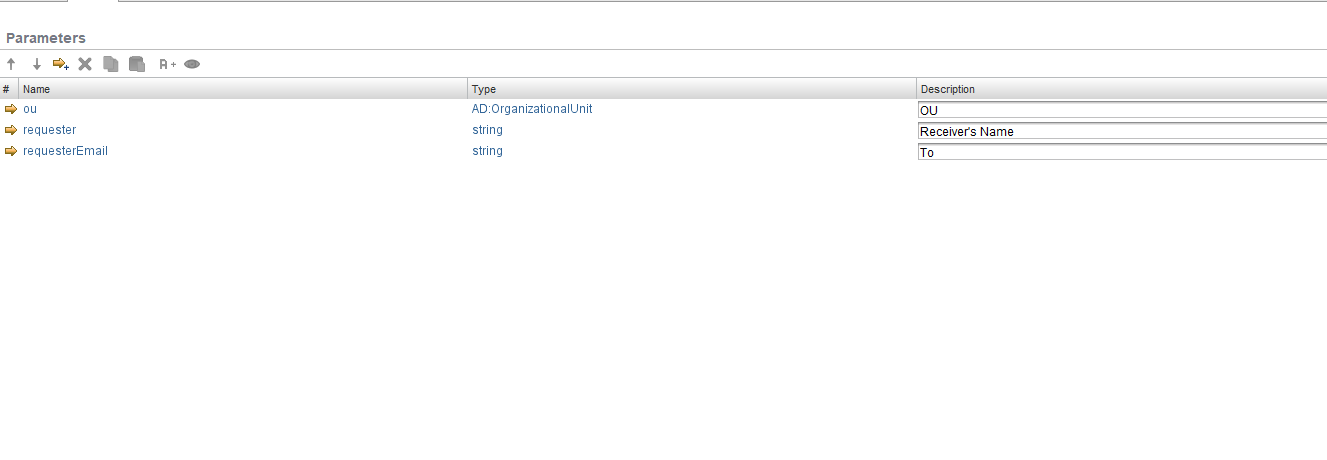 Parameters
A +
# Name Type Description
ou AD:OrganizationalUnit OU
requester string Receiver's Name
requesterEmail string To